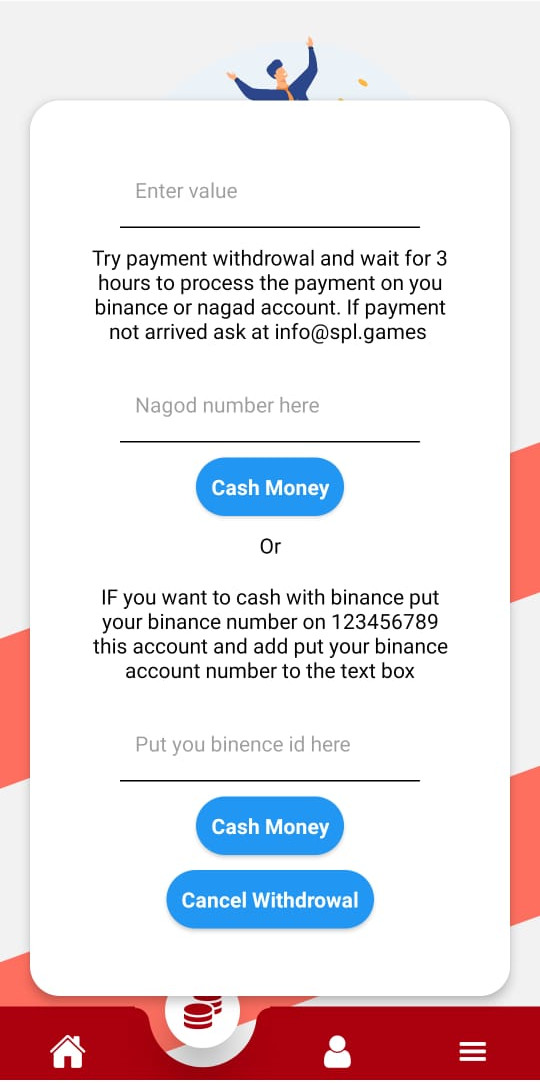 Enter value
Try payment withdrowal and wait for 3
hours to process the payment on you
binance or nagad account. If payment
not arrived ask at info@spl.games
Nagod number here
Cash Money
Or
IF you want to cash with binance put
your binance number on 123456789
this account and add put your binance
account number to the text box
Put you binence id here
Cash Money
Cancel Withdrowal